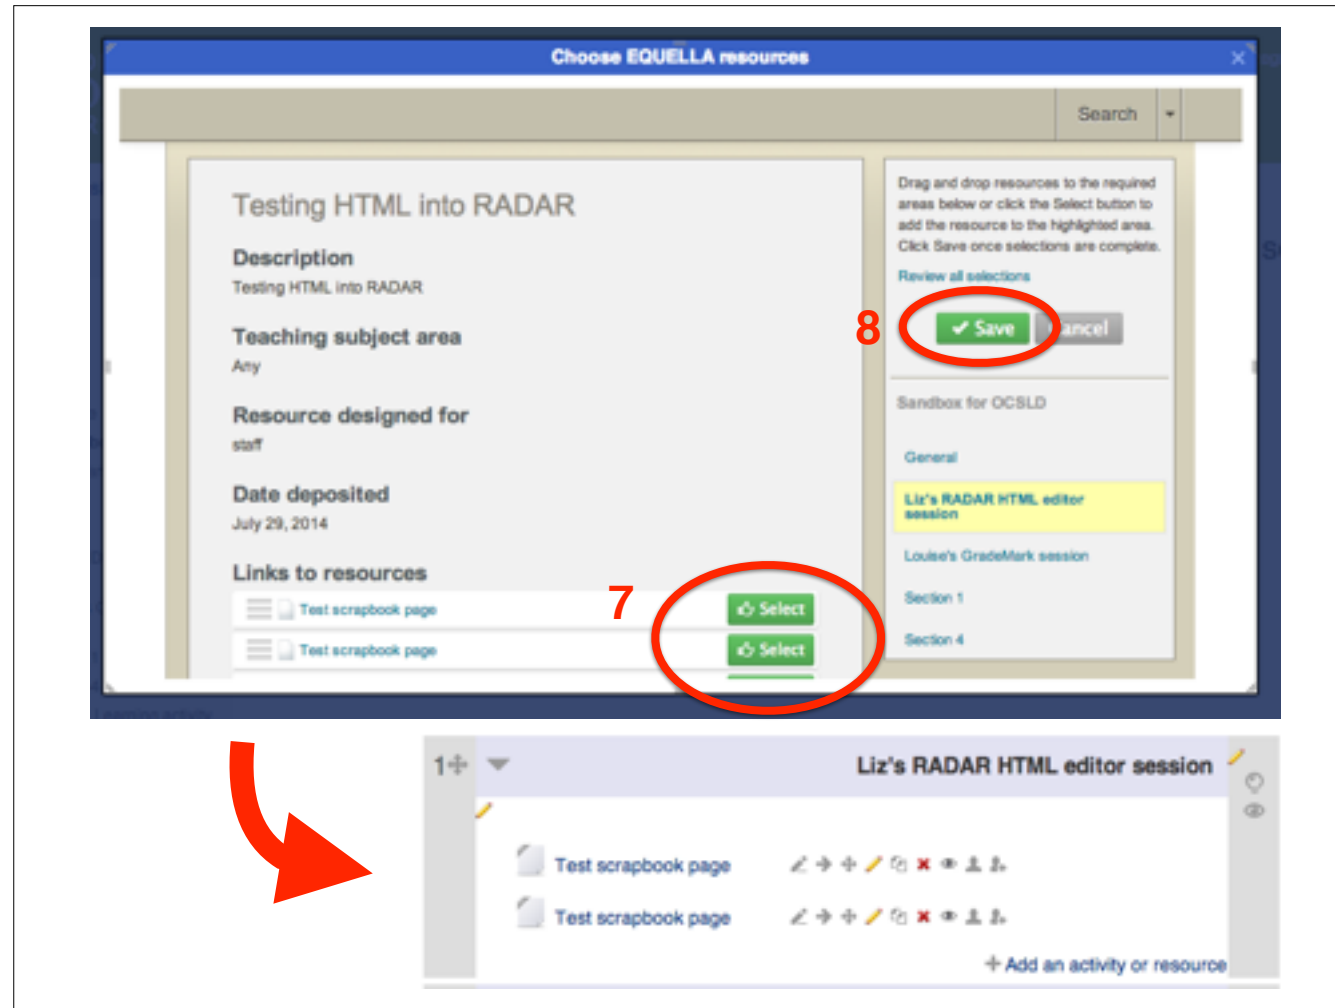 Choose EQUELLA resources
Search
Testing HTML into RADAR
Description
Testing HTML into RADAR
Teaching subject area
Any
Resource designed for
staff
Date deposited
July 29, 2014
Links to resources
Test scrapbook page
Select
Test scrapbook page
Select
7
Drag and drop resources to the required
areas below or click the Select button to
add the resource to the highlighted area.
Click Save once selections are complete.
Review all selections
8
Save
ancel
Sandbox for OCSLD
General
Liz's RADAR HTML editor
session
Louise's GradeMark session
Section 1
Section 4
Learning activity
1
Liz's RADAR HTML editor session
Test scrapbook page
Test scrapbook page
Add an activity or resource